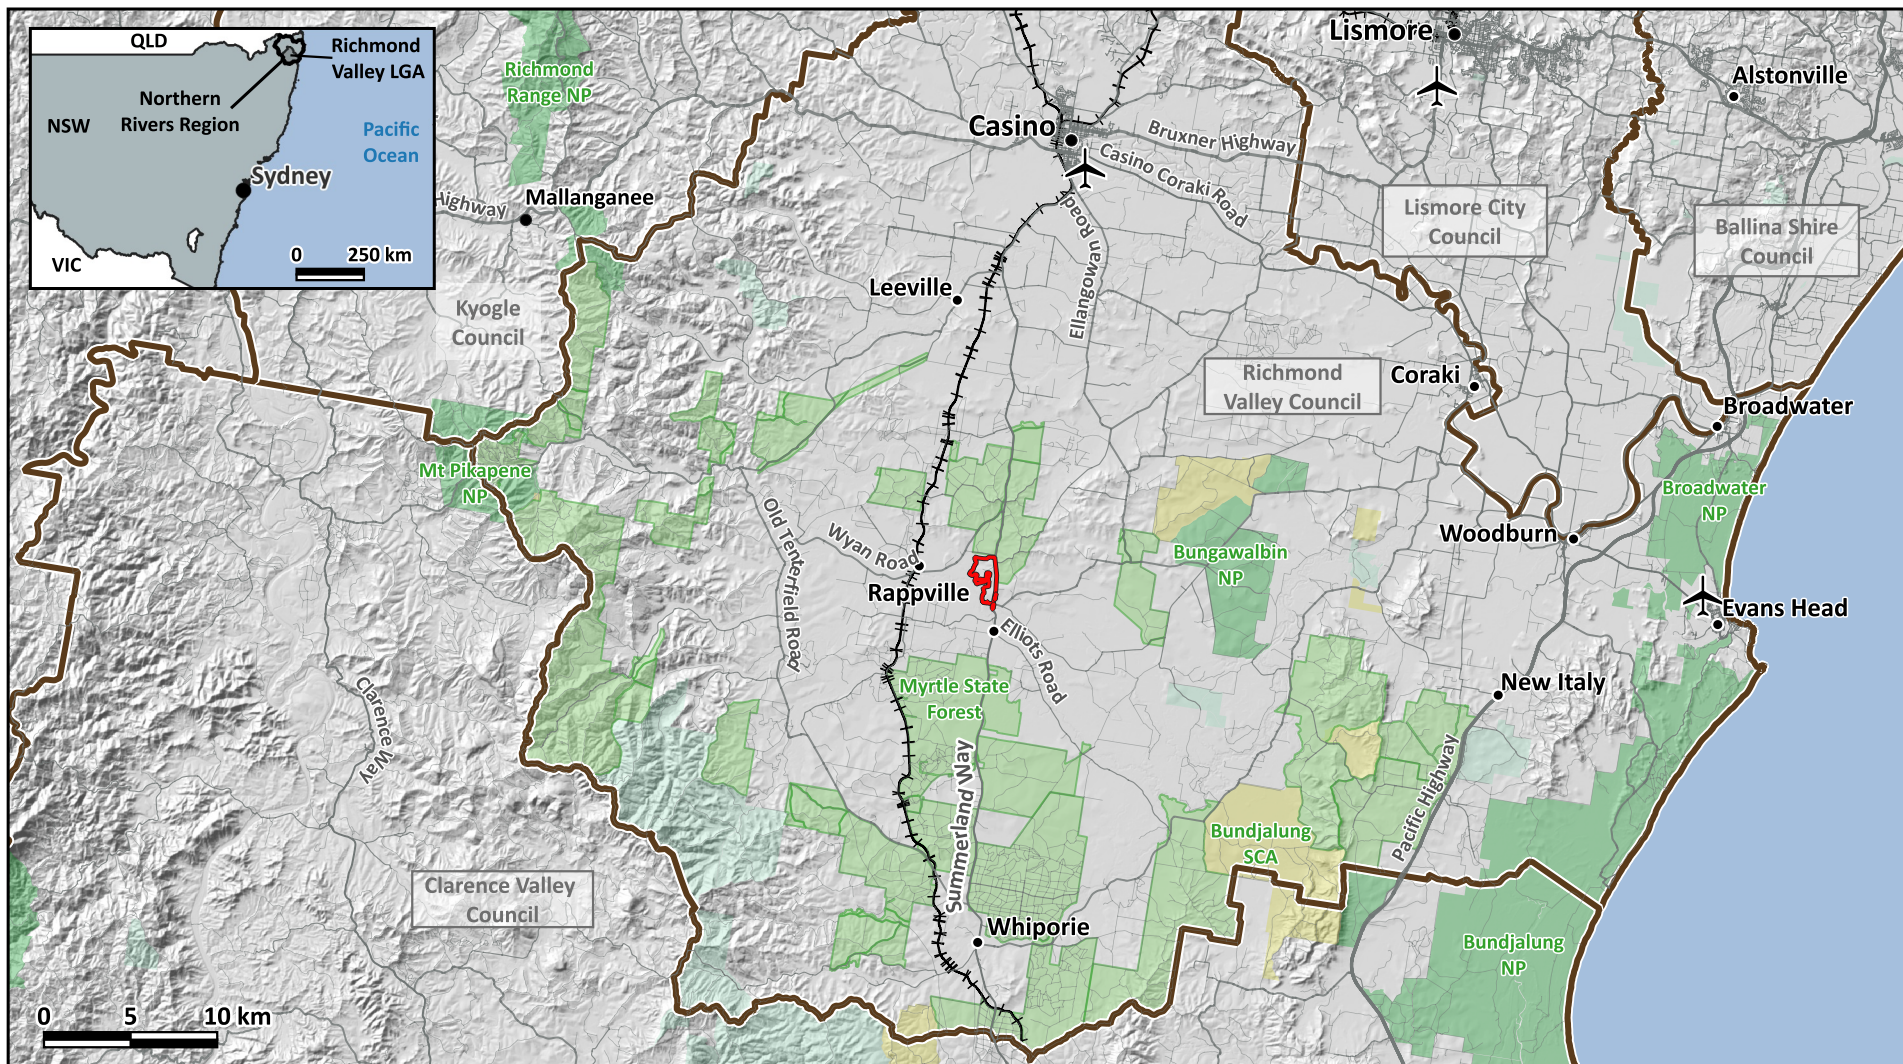 QLD
Richmond
Valley LGA
Northern
Rivers Region
NSW
Pacific
Ocean
Sydney
VIC
0 250 km
Richmond
Range NP
Lismore
Alstonville
Casino
Bruxner Highway
Casino Coraki Road
Highway
Mallanganee
Lismore City
Council
Ballina Shire
Council
Ellangowan Road
Leeville
Kyogle
Council
Richmond
Valley Council
Coraki
Broadwater
Mt Pikapene
NP
Broadwater
NP
Old Tenterfield Road
Wyan Road
Woodburn
Bungawalbin
NP
Rappville
Evans Head
Elliots Road
Clarence Way
Myrtle State
Forest
New Italy
Summerland Way
Pacific Highway
Bundjalung
SCA
Clarence Valley
Council
Whiporie
Bundjalung
NP
0 5 10 km